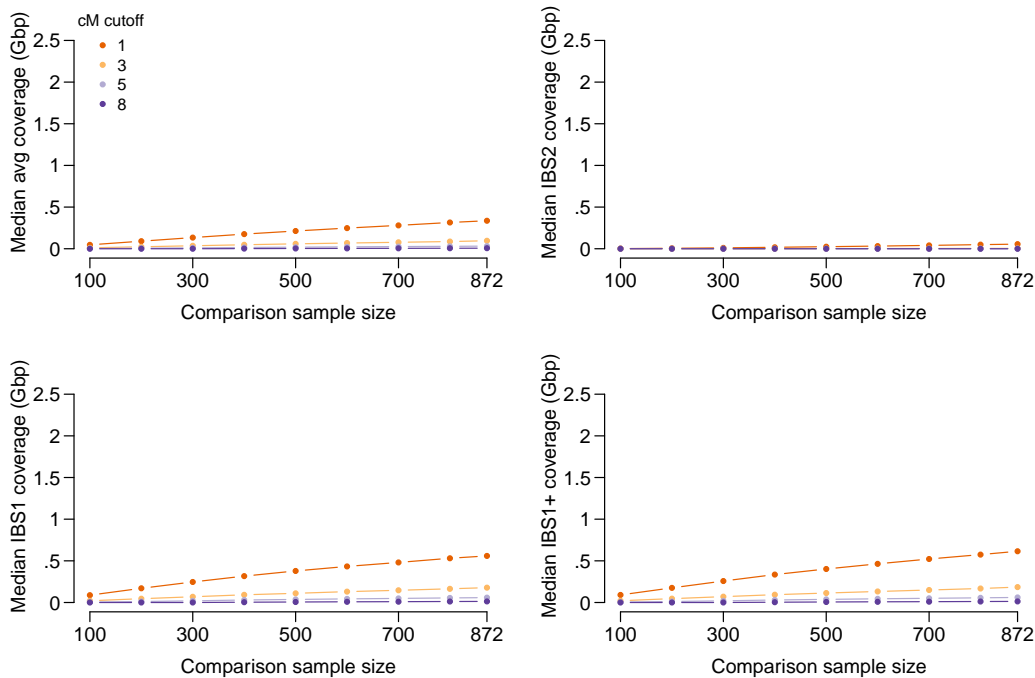 cM cutoff
1
3
5
8
Median avg coverage (Gbp)
2.5
2
1.5
1
.5
0
100 300 500 700 872
Comparison sample size
Median IBS2 coverage (Gbp)
2.5
2
1.5
1
.5
0
100 300 500 700 872
Comparison sample size
Median IBS1 coverage (Gbp)
2.5
2
1.5
1
.5
0
100 300 500 700 872
Comparison sample size
Median IBS1+ coverage (Gbp)
2.5
2
1.5
1
.5
0
100 300 500 700 872
Comparison sample size